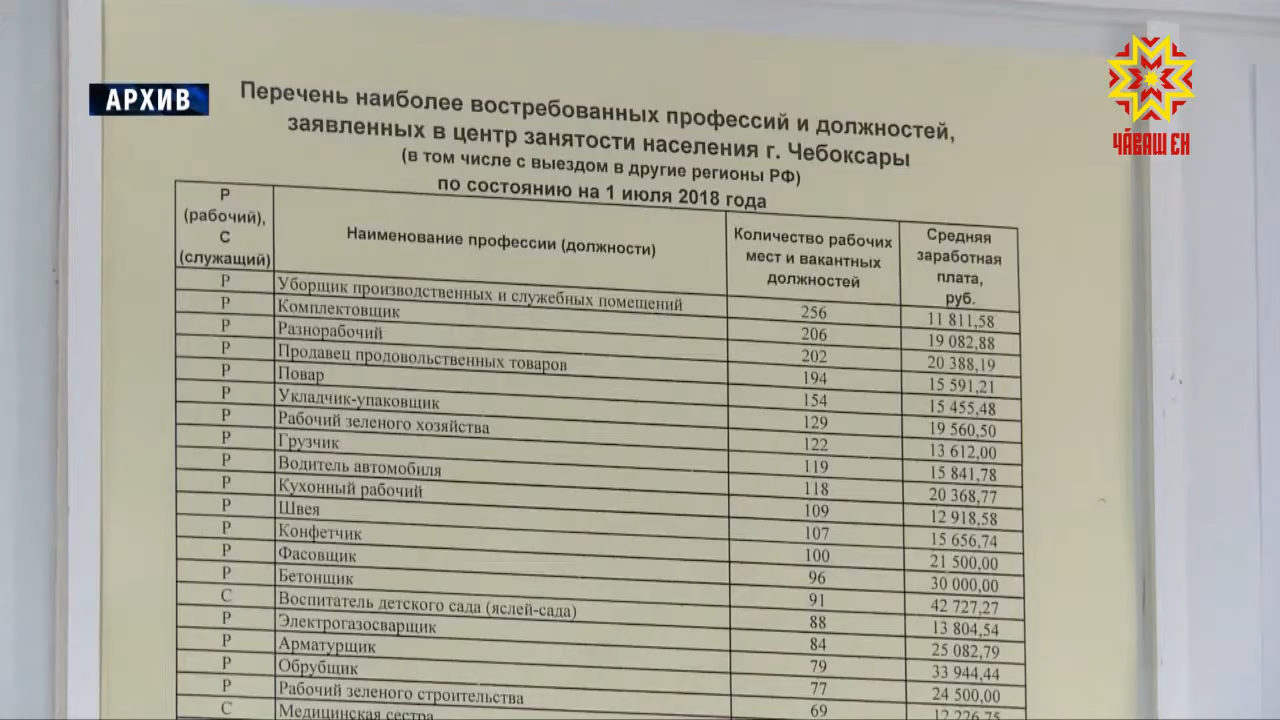 АРХИВ
ЧӐВАШ ЕН
Перечень наиболее востребованных профессий и должностей,
заявленных в центр занятости населения г. Чебоксары
(в том числе с выездом в другие регионы РФ)
по состоянию на 1 июля 2018 года
Р
(рабочий),
С
(служащий)
Наименование профессии (должности)
Количество рабочих
мест и вакантных
должностей
Средняя
заработная
плата,
руб.
Р Уборщик производственных и служебных помещений 256 11 811,58
Р Комплектовщик 206 19 082,88
Р Разнорабочий 202 20 388,19
Р Продавец продовольственных товаров 194 15 591,21
Р Повар 154 15 455,48
Р Укладчик-упаковщик 129 19 560,50
Р Рабочий зеленого хозяйства 122 13 612,00
Р Грузчик 119 15 841,78
Р Водитель автомобиля 118 20 368,77
Р Кухонный рабочий 109 12 918,58
Р Швея 107 15 656,74
Р Конфетчик 100 21 500,00
Р Фасовщик 96 30 000,00
Р Бетонщик 91 42 727,27
С Воспитатель детского сада (яслей-сада) 88 13 804,54
Р Электрогазосварщик 84 25 082,79
Р Арматурщик 79 33 944,44
Р Обрубщик 77 24 500,00
Р Рабочий зеленого строительства 69 12 226,75
С Медицинская сестра